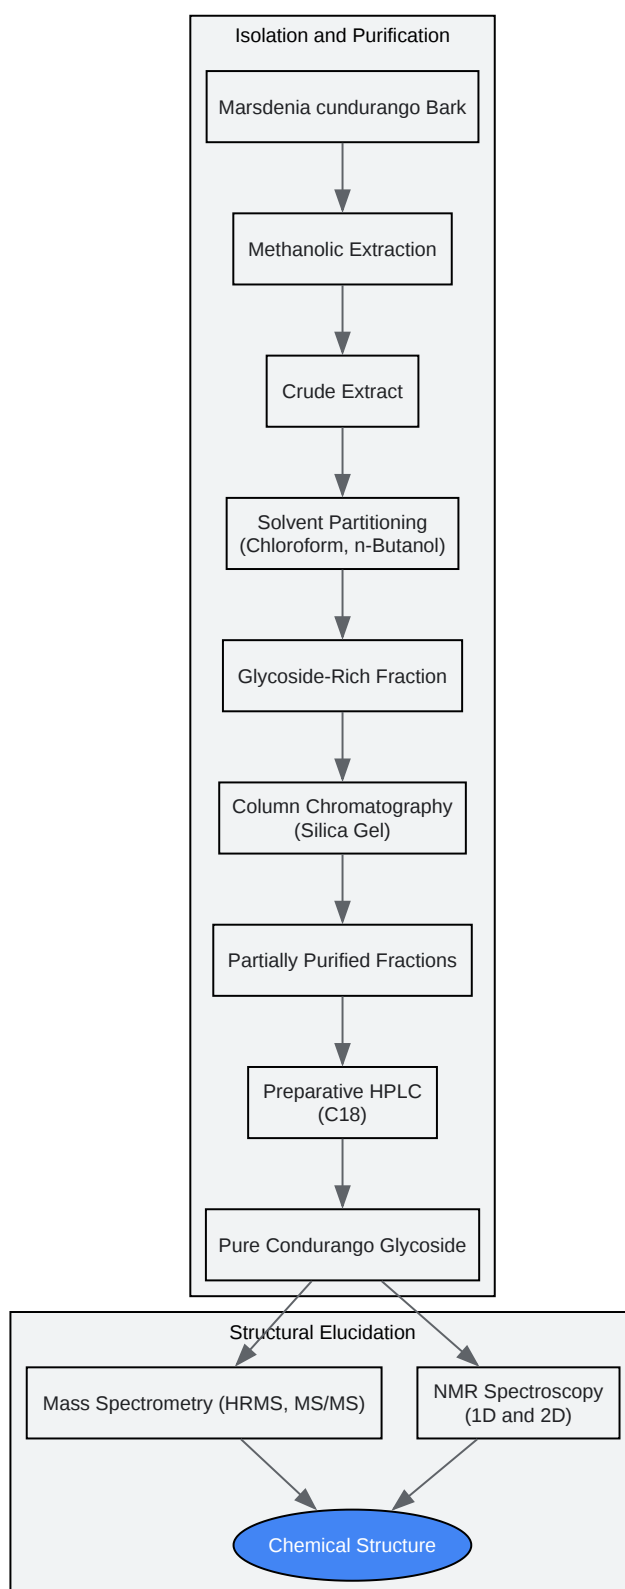 Isolation and Purification
Marsdenia cundurango Bark
Methanolic Extraction
Crude Extract
Solvent Partitioning
(Chloroform, n-Butanol)
Glycoside-Rich Fraction
Column Chromatography
(Silica Gel)
Partially Purified Fractions
Preparative HPLC
(C18)
Pure Condurango Glycoside
Structural Elucidation
Mass Spectrometry (HRMS, MS/MS)
NMR Spectroscopy
(1D and 2D)
Chemical Structure